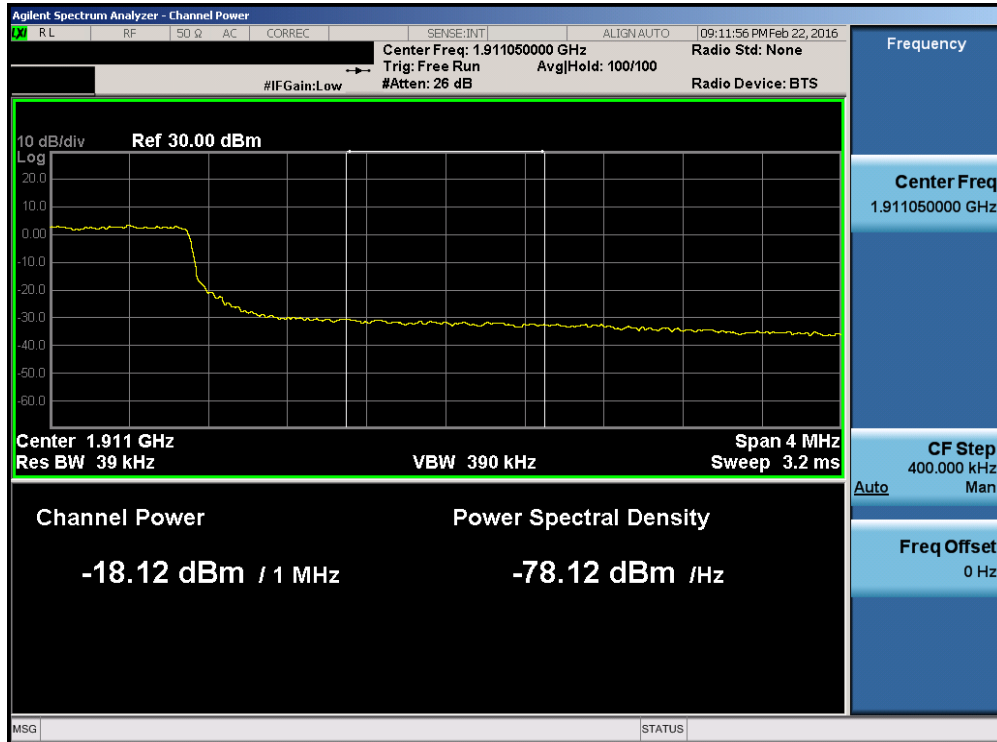 Agilent Spectrum Analyzer - Channel Power
LXI RL RF 50 Ω AC CORREC SENSE:INT ALIGN AUTO 09:11:56 PM Feb 22, 2016
Center Freq: 1.911050000 GHz Radio Std: None
Trig: Free Run Avg|Hold: 100/100
#IFGain:Low #Atten: 26 dB Radio Device: BTS
10 dB/div Ref 30.00 dBm
Log
20.0
10.0
0.00
-10.0
-20.0
-30.0
-40.0
-50.0
-60.0
Center 1.911 GHz Span 4 MHz
Res BW 39 kHz VBW 390 kHz Sweep 3.2 ms
Channel Power Power Spectral Density
-18.12 dBm / 1 MHz -78.12 dBm /Hz
Frequency
Center Freq
1.911050000 GHz
CF Step
400.000 kHz
Auto Man
Freq Offset
0 Hz
MSG STATUS